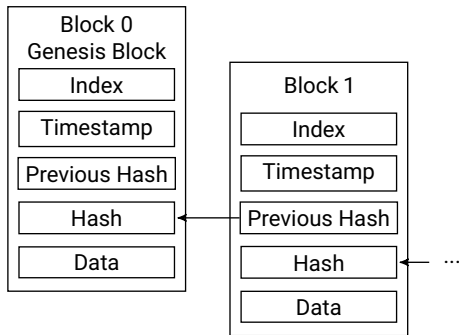 Block 0
Genesis Block
Index
Timestamp
Previous Hash
Hash
Data
Block 1
Index
Timestamp
Previous Hash
Hash
Data
...